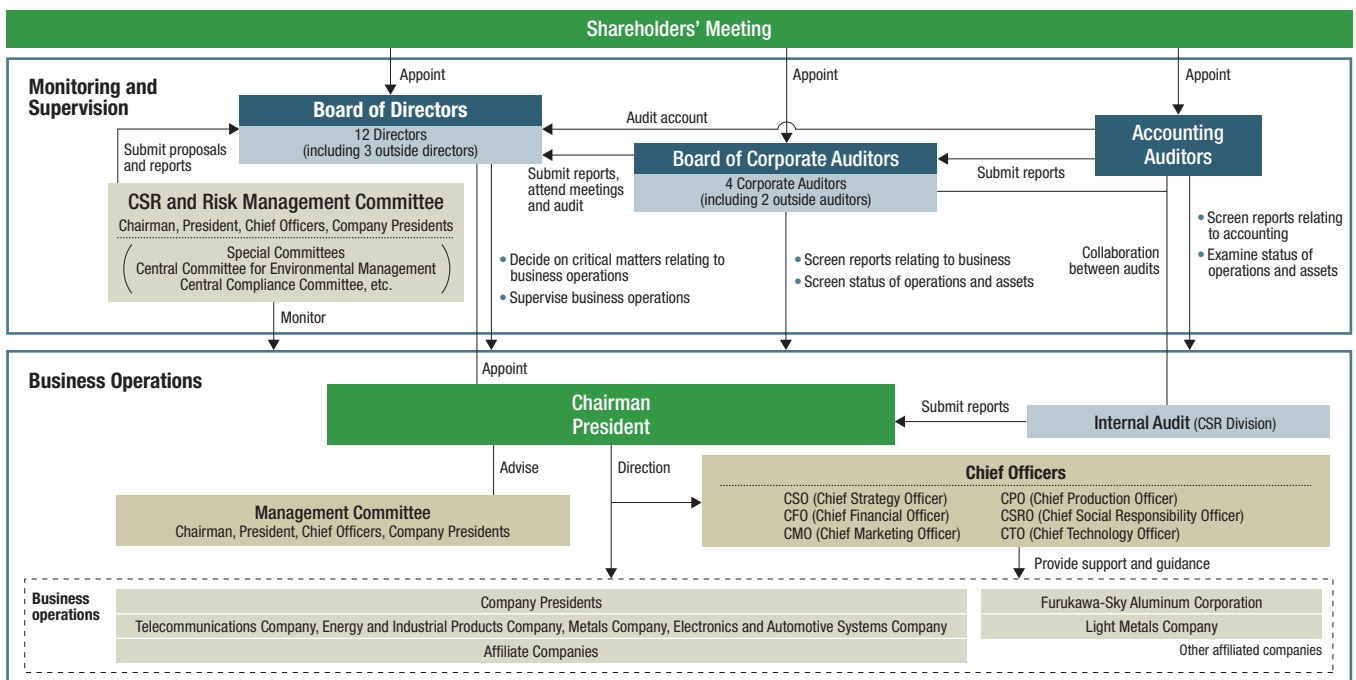 Shareholders’ Meeting
Appoint
Appoint
Appoint
Monitoring and
Supervision
Board of Directors
12 Directors
(including 3 outside directors)
Audit account
Accounting
Auditors
Submit proposals
and reports
Board of Corporate Auditors
4 Corporate Auditors
(including 2 outside auditors)
Submit reports,
attend meetings
and audit
Submit reports
CSR and Risk Management Committee
Chairman, President, Chief Officers, Company Presidents
Special Committees
Central Committee for Environmental Management
Central Compliance Committee, etc.
• Decide on critical matters relating to
business operations
• Supervise business operations
• Screen reports relating to business
• Screen status of operations and assets
Collaboration
between audits
• Screen reports relating
to accounting
• Examine status of
operations and assets
Monitor
Business Operations
Appoint
Chairman
President
Submit reports
Internal Audit (CSR Division)
Advise
Direction
Management Committee
Chairman, President, Chief Officers, Company Presidents
Chief Officers
CSO (Chief Strategy Officer)
CFO (Chief Financial Officer)
CMO (Chief Marketing Officer)
CPO (Chief Production Officer)
CSRO (Chief Social Responsibility Officer)
CTO (Chief Technology Officer)
Provide support and guidance
Business
operations
Company Presidents
Telecommunications Company, Energy and Industrial Products Company, Metals Company, Electronics and Automotive Systems Company
Affiliate Companies
Furukawa-Sky Aluminum Corporation
Light Metals Company
Other affiliated companies